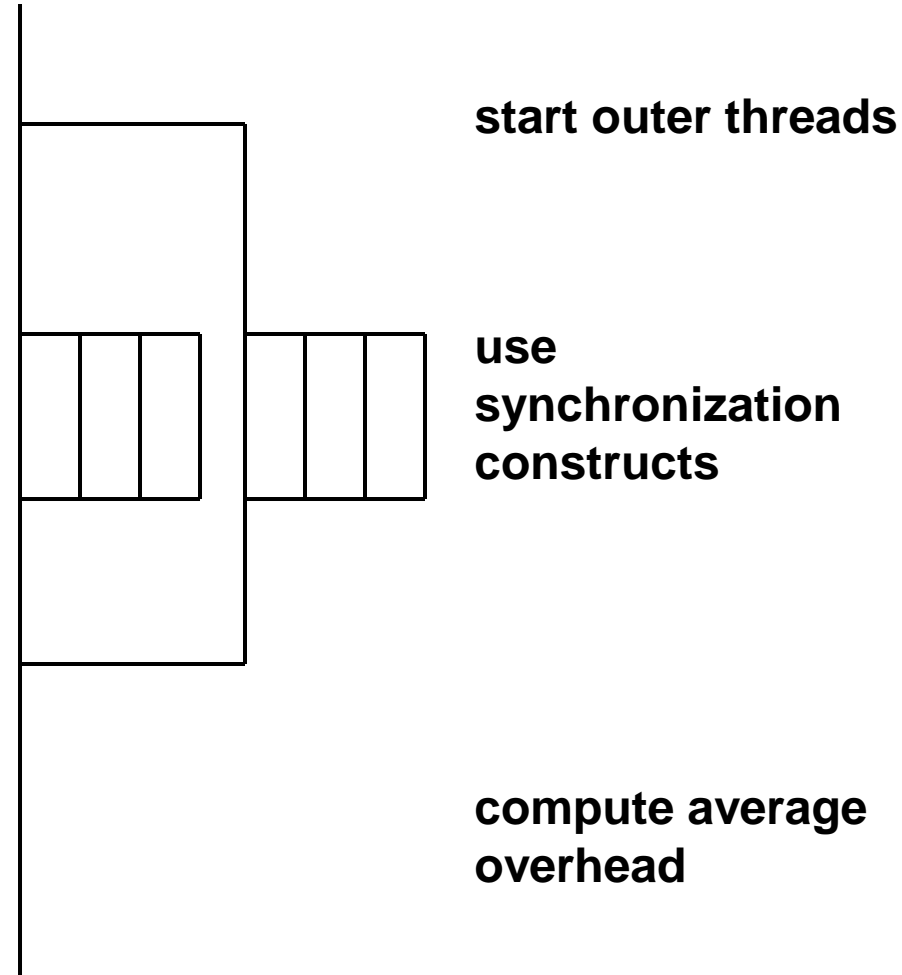 start outer threads
use
synchronization
constructs
compute average
overhead